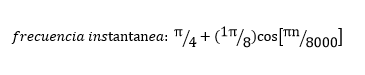 frecuencia instantanea: π/4 + (1π/8)cos[πn/8000]